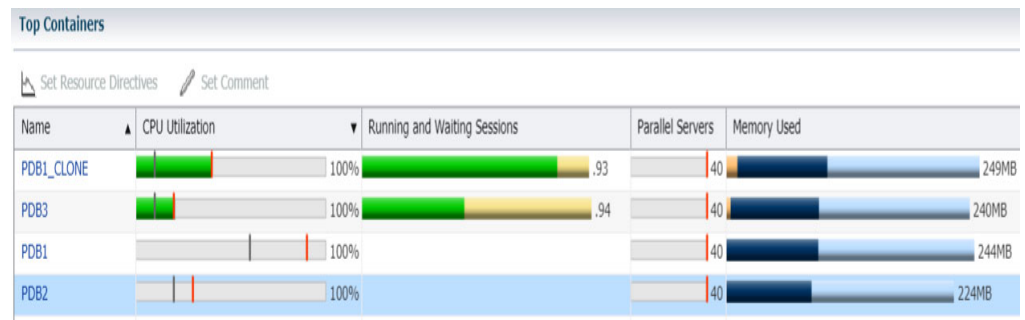 Top Containers
Set Resource Directives Set Comment
Name CPU Utilization Running and Waiting Sessions Parallel Servers Memory Used
PDB1_CLONE 100% .93 40 249MB
PDB3 100% .94 40 240MB
PDB1 100% 40 244MB
PDB2 100% 40 224MB